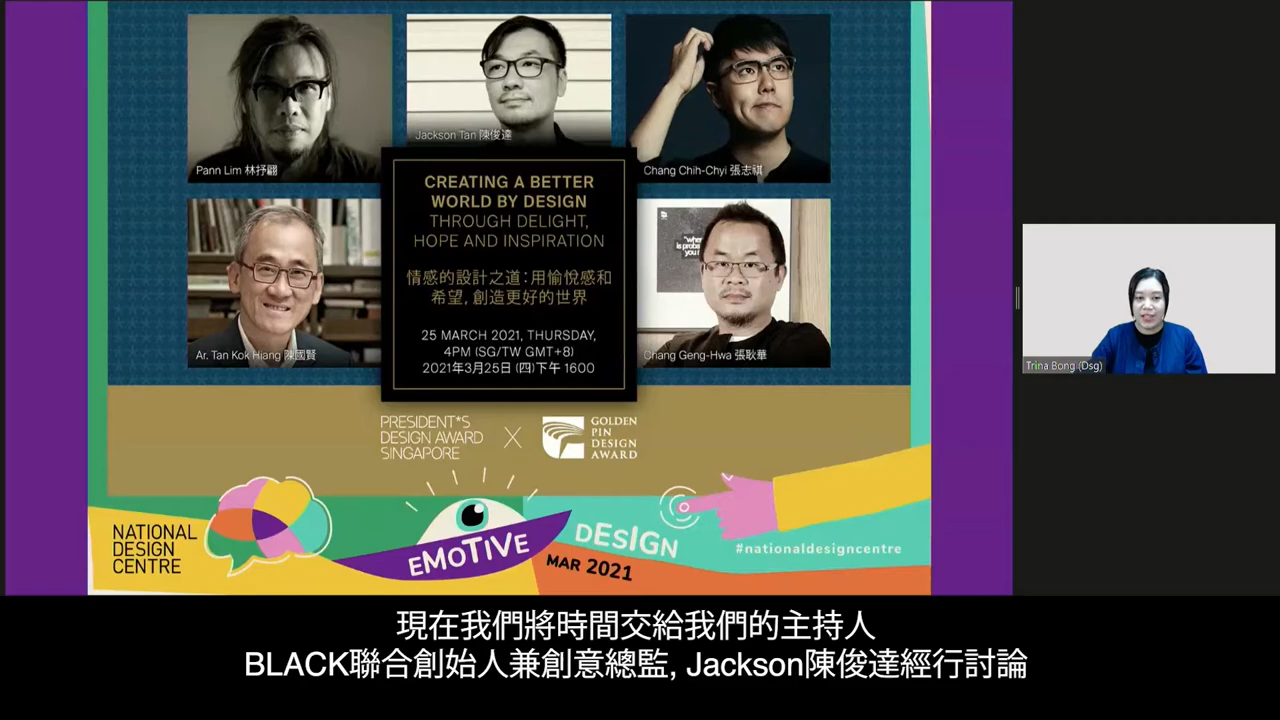 Pann Lim 林抒翩
Jackson Tan 陳俊達
Chang Chih-Chyi 張志祺
CREATING A BETTER
WORLD BY DESIGN
THROUGH DELIGHT,
HOPE AND INSPIRATION
情感的設計之道：用愉悅感和
希望，創造更好的世界
25 MARCH 2021, THURSDAY,
4PM (SG/TW GMT+8)
2021年3月25日 (四)下午 1600
Ar. Tan Kok Hiang 陳國賢
Chang Geng-Hwa 張耿華
Trina Bong (Dsg)
PRESIDENT*S
DESIGN AWARD
SINGAPORE
X
GOLDEN
PIN
DESIGN
AWARD
NATIONAL
DESIGN
CENTRE
EMOTIVE
DESIGN
MAR 2021
#nationaldesigncentre
現在我們將時間交給我們的主持人
BLACK聯合創始人兼創意總監, Jackson陳俊達經行討論